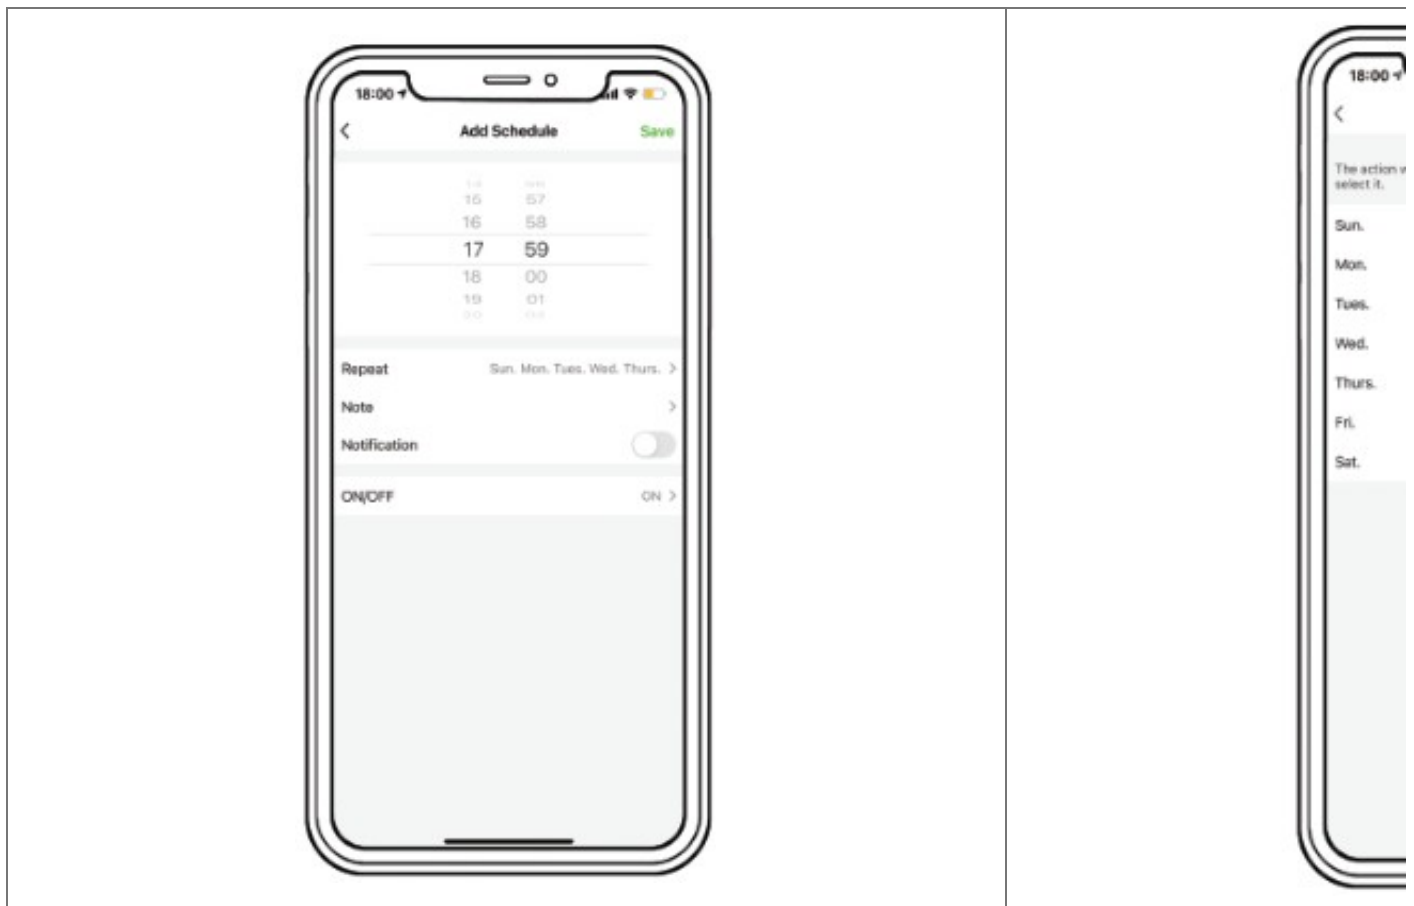 18:00
Add Schedule Save
16 57
16 58
17 59
18 00
19 01
Repeat Sun. Mon. Tues. Wed. Thurs.
Note
Notification
ON/OFF ON
18:00
The action
select it.
Sun.
Mon.
Tues.
Wed.
Thurs.
Fri.
Sat.